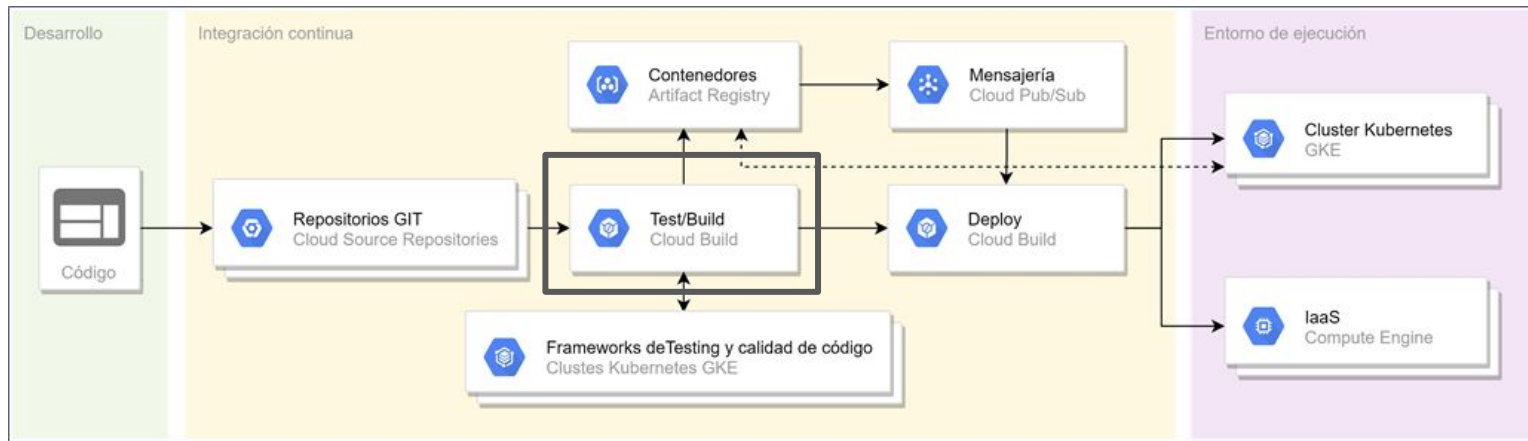 Desarrollo
Integración continua
Entorno de ejecución
Contenedores
Artifact Registry
Mensajería
Cloud Pub/Sub
Cluster Kubernetes
GKE
Código
Repositorios GIT
Cloud Source Repositories
Test/Build
Cloud Build
Deploy
Cloud Build
Frameworks deTesting y calidad de código
Clustes Kubernetes GKE
IaaS
Compute Engine